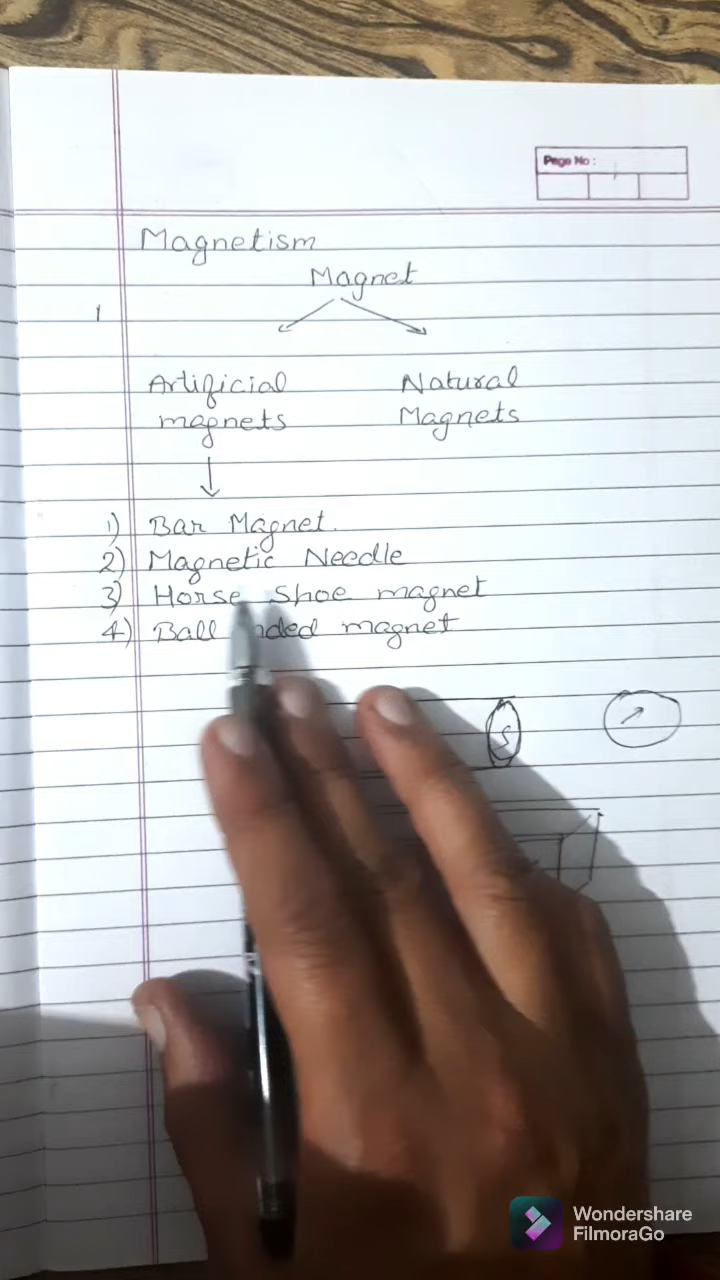 Page No :
Magnetism
Magnet
1
Artificial Natural
magnets Magnets
1) Bar Magnet.
2) Magnetic Needle
3) Horse Shoe magnet
4) Ball nded magnet
S
Wondershare
FilmoraGo